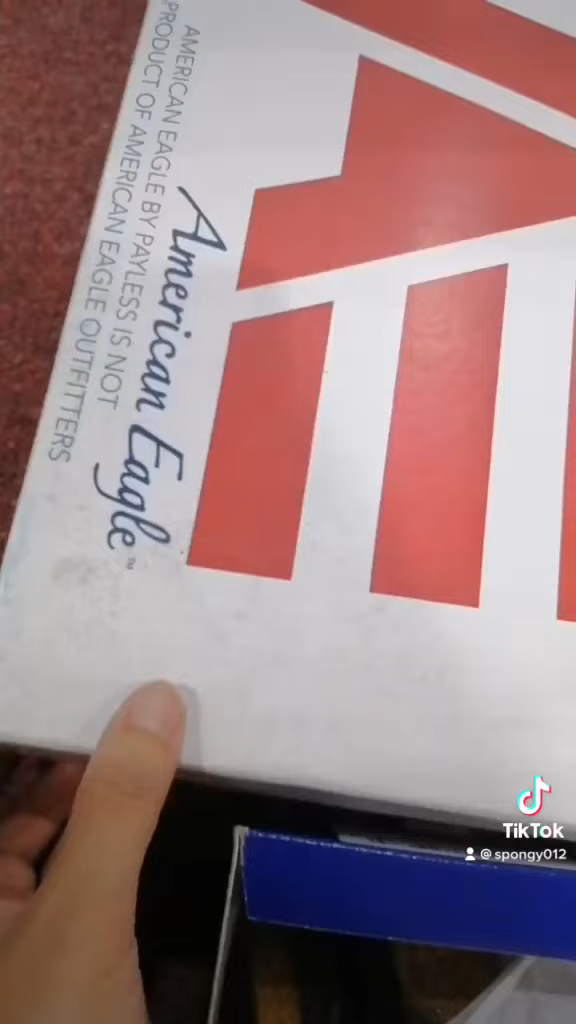 AMERICAN EAGLE BY PAYLESS IS NOT
PRODUCT OF AMERICAN EAGLE OUTFITTERS
American Eagle™
TikTok
@spongy012